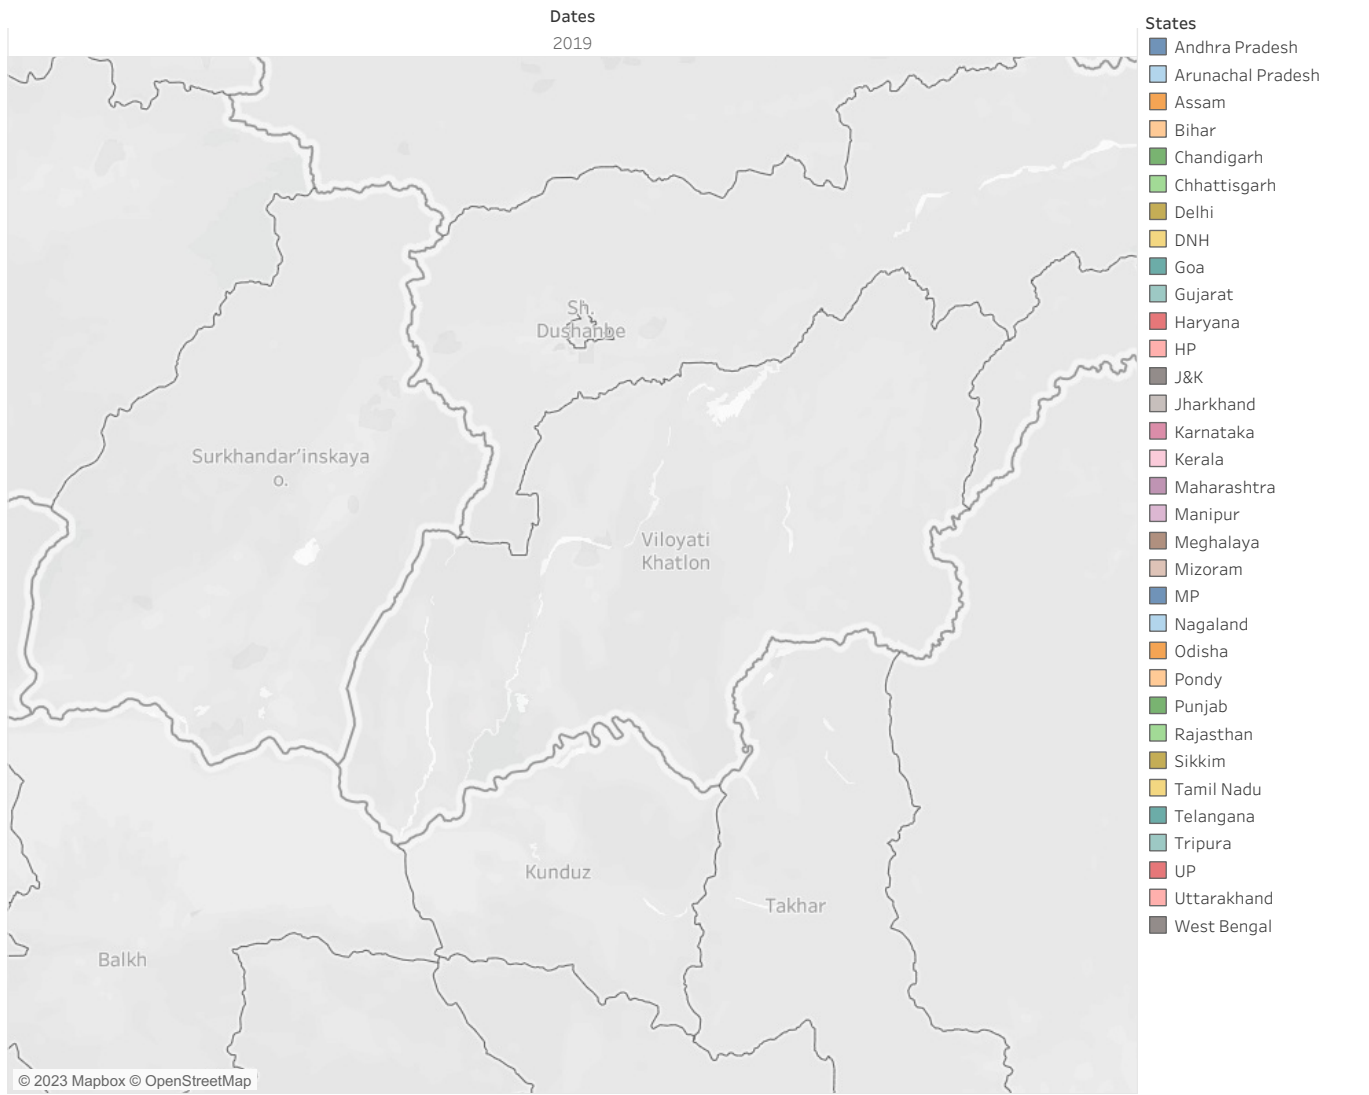 Dates
2019
Sh.
Dushanbe
Surkhandar'inskaya
o.
Viloyati
Khatlon
Kunduz
Takhar
Balkh
© 2023 Mapbox © OpenStreetMap
States
Andhra Pradesh
Arunachal Pradesh
Assam
Bihar
Chandigarh
Chhattisgarh
Delhi
DNH
Goa
Gujarat
Haryana
HP
J&K
Jharkhand
Karnataka
Kerala
Maharashtra
Manipur
Meghalaya
Mizoram
MP
Nagaland
Odisha
Pondy
Punjab
Rajasthan
Sikkim
Tamil Nadu
Telangana
Tripura
UP
Uttarakhand
West Bengal